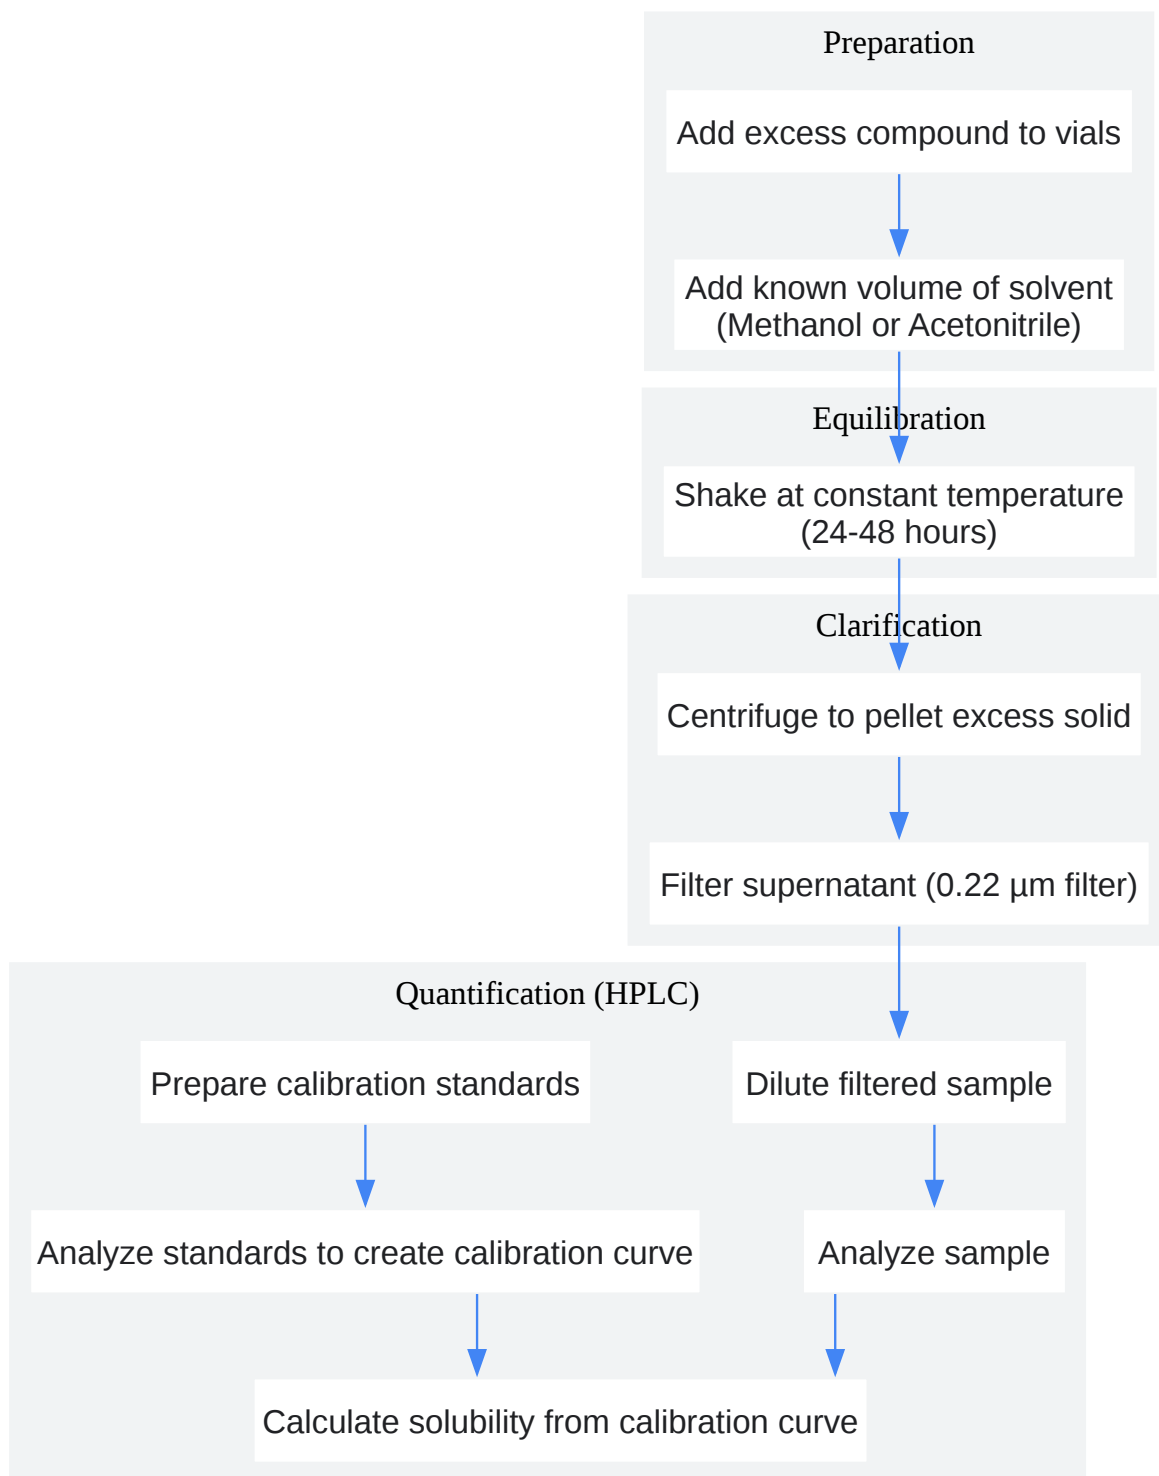 Preparation
Add excess compound to vials
Add known volume of solvent
(Methanol or Acetonitrile)
Equilibration
Shake at constant temperature
(24-48 hours)
Clarification
Centrifuge to pellet excess solid
Filter supernatant (0.22 µm filter)
Quantification (HPLC)
Prepare calibration standards
Dilute filtered sample
Analyze standards to create calibration curve
Analyze sample
Calculate solubility from calibration curve